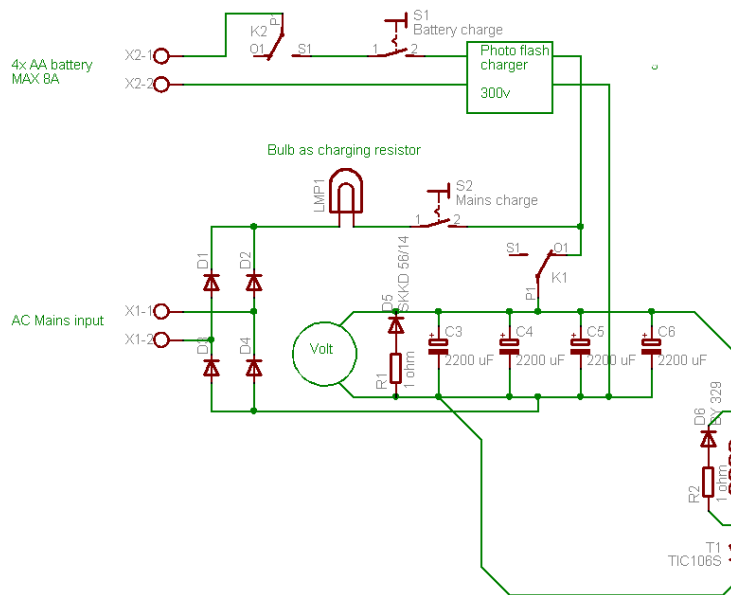 P1
K2
S1
Battery charge
X2-1
O1
S1
1
2
Photo flash
charger
300v
4x AA battery
MAX 8A
X2-2
Bulb as charging resistor
LMP1
S2
Mains charge
1
2
S1
O1
K1
P1
D1
D2
SKKD 56/14
D5
X1-1
AC Mains input
X1-2
D3
D4
Volt
R1
1 ohm
+
C3
2200 uF
+
C4
2200 uF
+
C5
2200 uF
+
C6
2200 uF
D6
BY 329
R2
1 ohm
T1
TIC106S